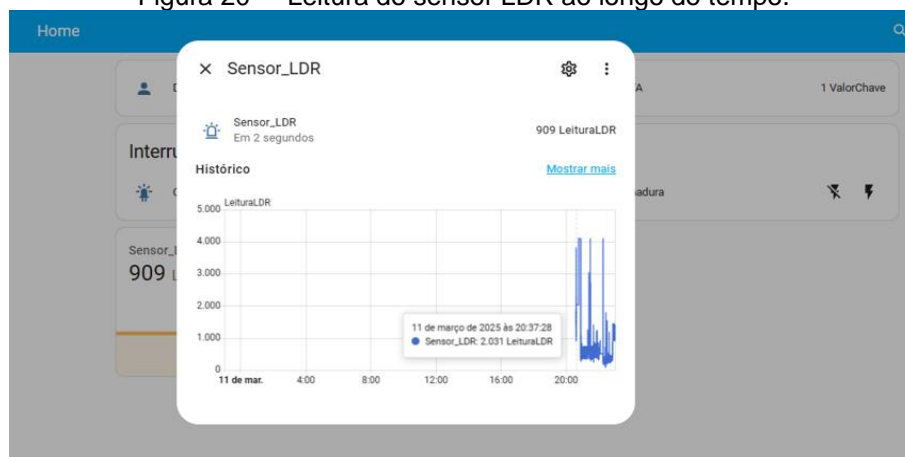 Figura 20 – Leitura do sensor LDR ao longo do tempo.
Home
Sensor_LDR
1 ValorChave
Sensor_LDR
Em 2 segundos
909 LeituraLDR
Histórico
Mostrar mais
LeituraLDR
5.000
4.000
3.000
2.000
1.000
0
11 de março de 2025 às 20:37:28
Sensor_LDR: 2.031 LeituraLDR
11 de mar.
4:00
8:00
12:00
16:00
20:00
909